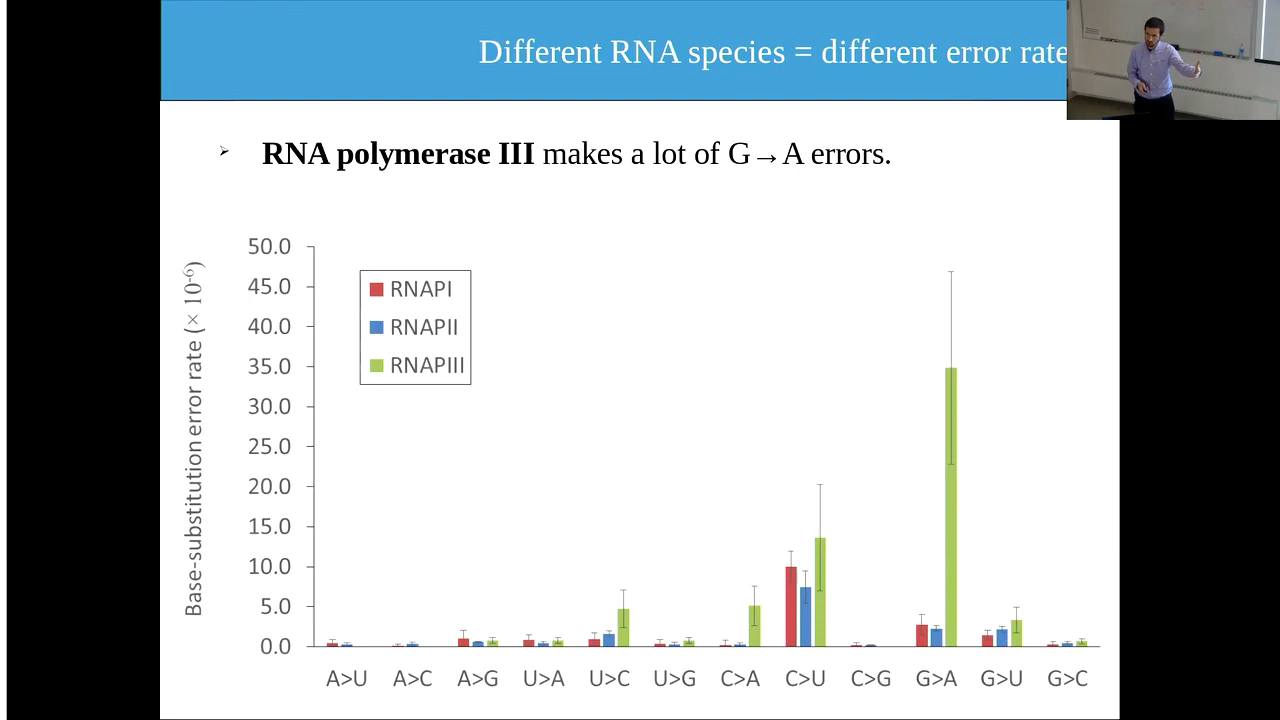 Different RNA species = different error rate
RNA polymerase III makes a lot of G→A errors.
Base-substitution error rate (× 10-6)
50.0
45.0
40.0
35.0
30.0
25.0
20.0
15.0
10.0
5.0
0.0
RNAPI
RNAPII
RNAPIII
A>U A>C A>G U>A U>C U>G C>A C>U C>G G>A G>U G>C